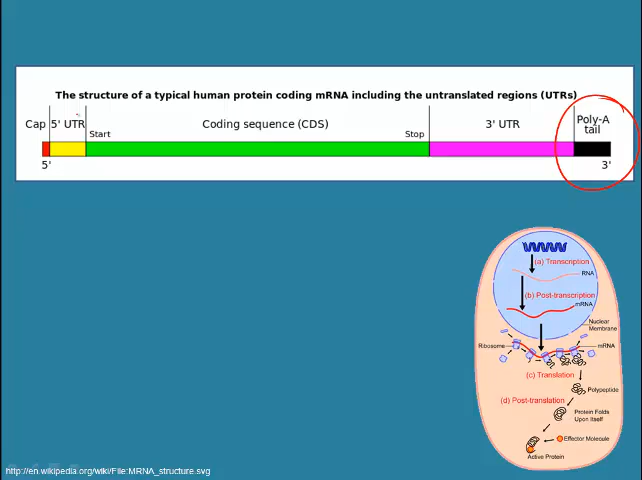 The structure of a typical human protein coding mRNA including the untranslated regions (UTRs)
Cap 5' UTR Coding sequence (CDS) 3' UTR Poly-A tail
Start Stop
5' 3'
(a) Transcription
RNA
(b) Post-transcription
mRNA
Nuclear
Membrane
Ribosome mRNA
(c) Translation
Polypeptide
(d) Post-translation
Protein Folds
Upon Itself
Effector Molecule
Active Protein
http://en.wikipedia.org/wiki/File:MRNA_structure.svg